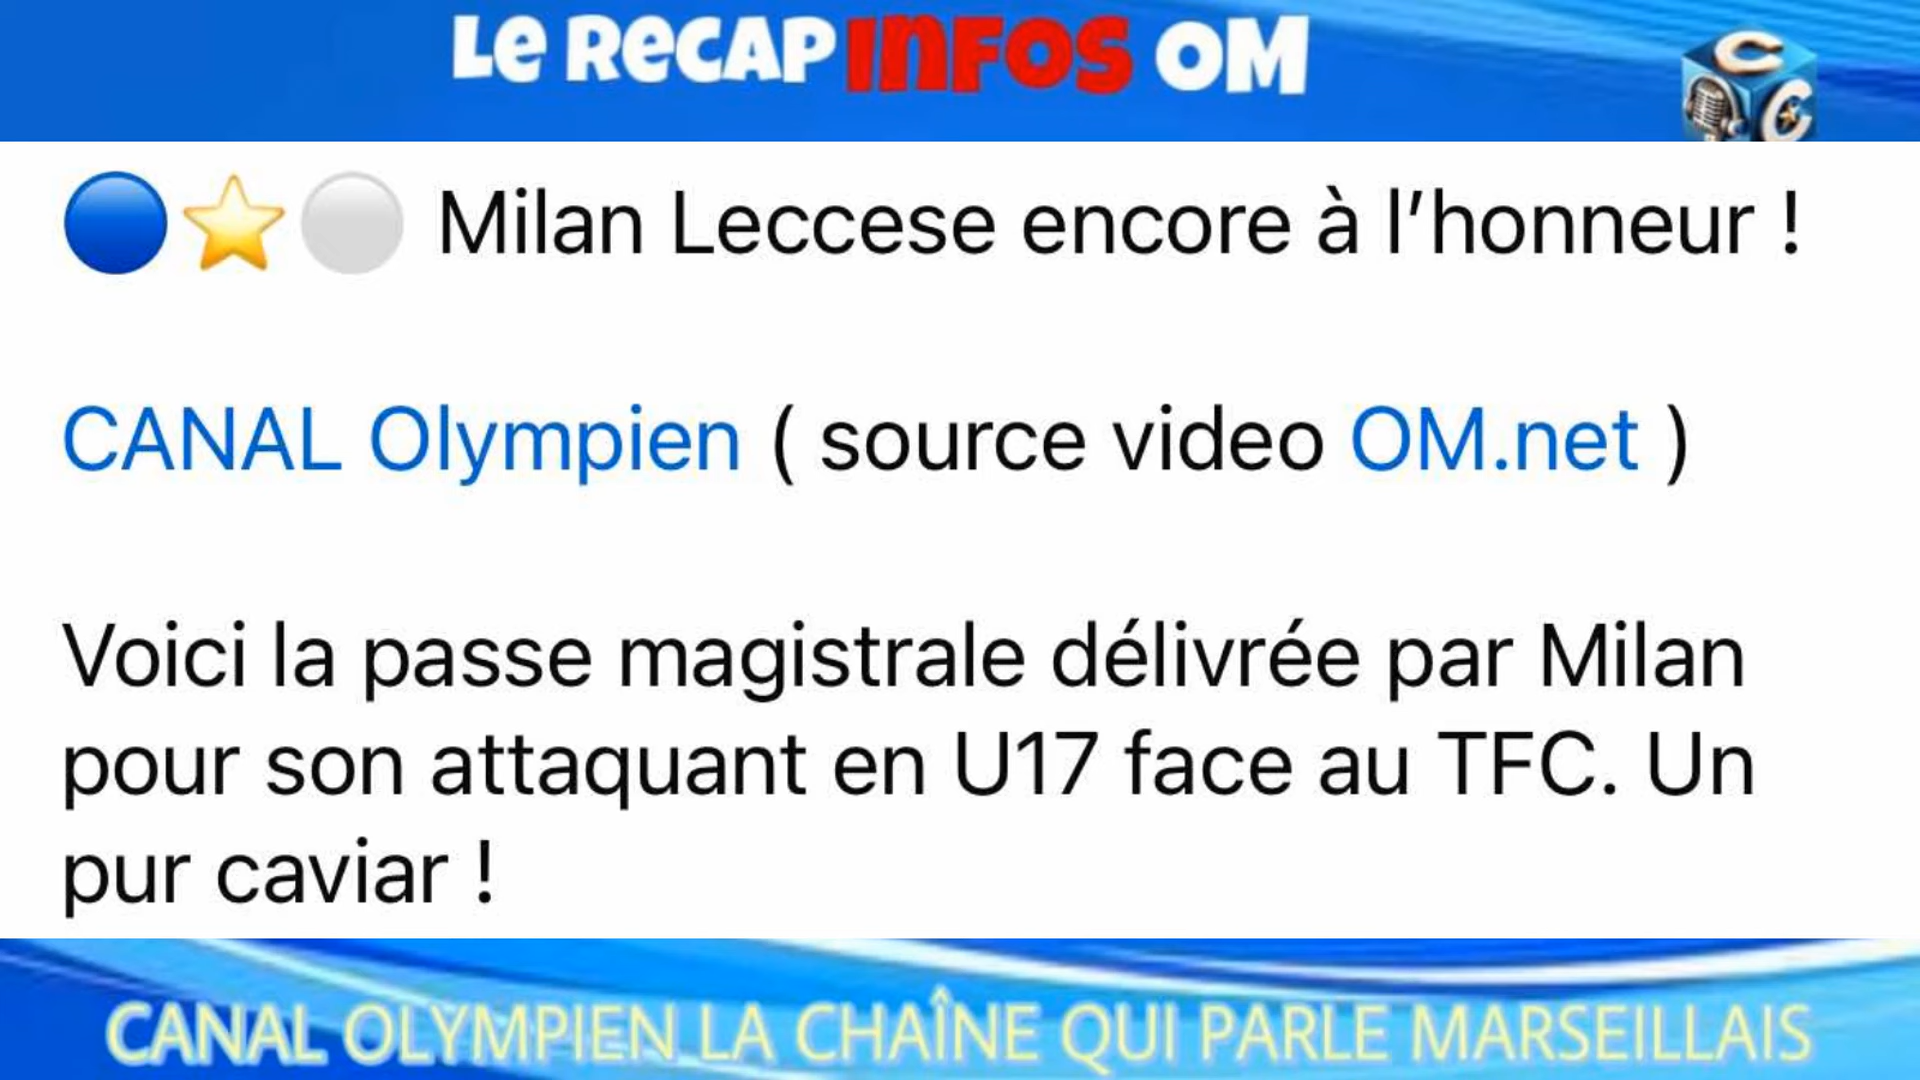 Le RECAP INFOS OM
C
C
🔵⭐⚪ Milan Leccese encore à l’honneur !
CANAL Olympien ( source video OM.net )
Voici la passe magistrale délivrée par Milan
pour son attaquant en U17 face au TFC. Un
pur caviar !
CANAL OLYMPIEN LA CHAÎNE QUI PARLE MARSEILLAIS